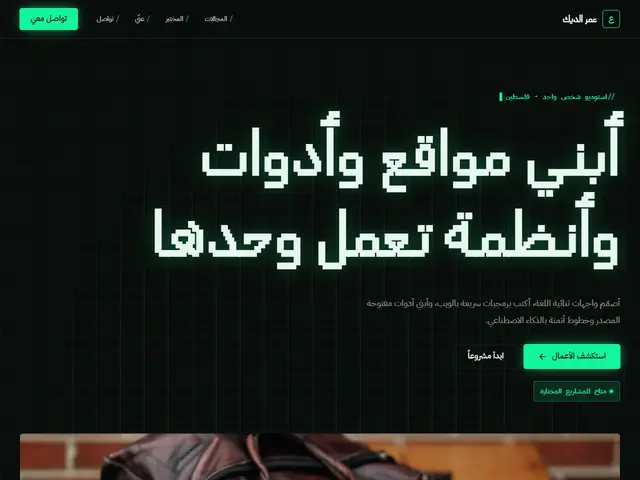 ع عمر الديك
/ المجالات / المختبر / عنّي / تواصل
تواصل معي
//استوديو شخص واحد · فلسطين
أبني مواقع وأدوات
وأنظمة تعمل وحدها
أصمّم واجهات ثنائية اللغة، أكتب برمجيات سريعة بالويب، وأبني أدوات مفتوحة
المصدر وخطوط أتمتة بالذكاء الاصطناعي.
استكشف الأعمال ←
ابدأ مشروعاً
متاح للمشاريع المختارة